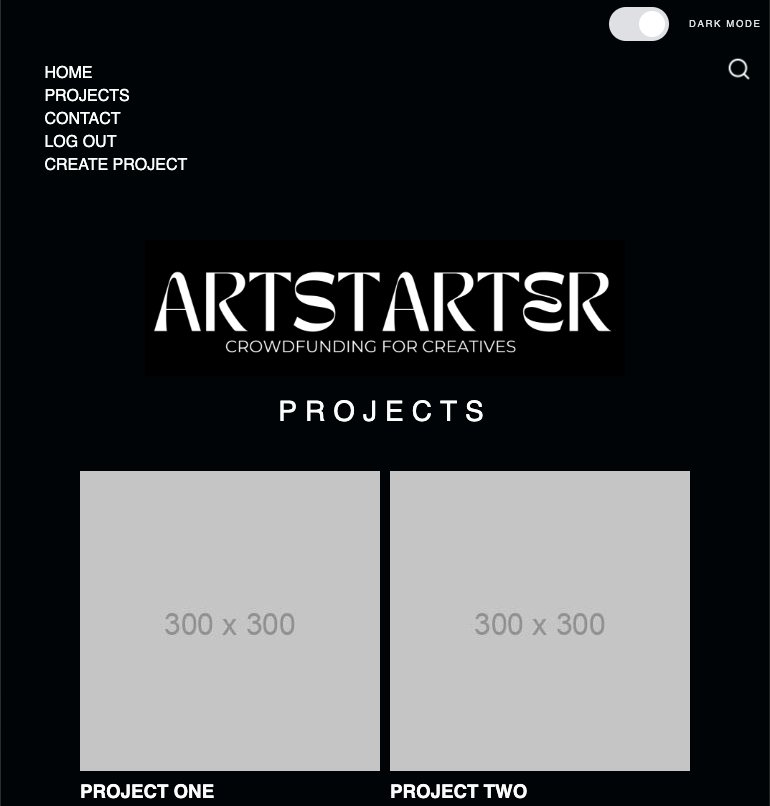 DARK MODE
HOME
PROJECTS
CONTACT
LOG OUT
CREATE PROJECT
ARTSTARTER
CROWDFUNDING FOR CREATIVES
PROJECTS
300 x 300
300 x 300
PROJECT ONE
PROJECT TWO